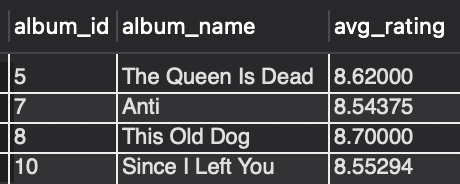 album_id album_name avg_rating
5 The Queen Is Dead 8.62000
7 Anti 8.54375
8 This Old Dog 8.70000
10 Since I Left You 8.55294